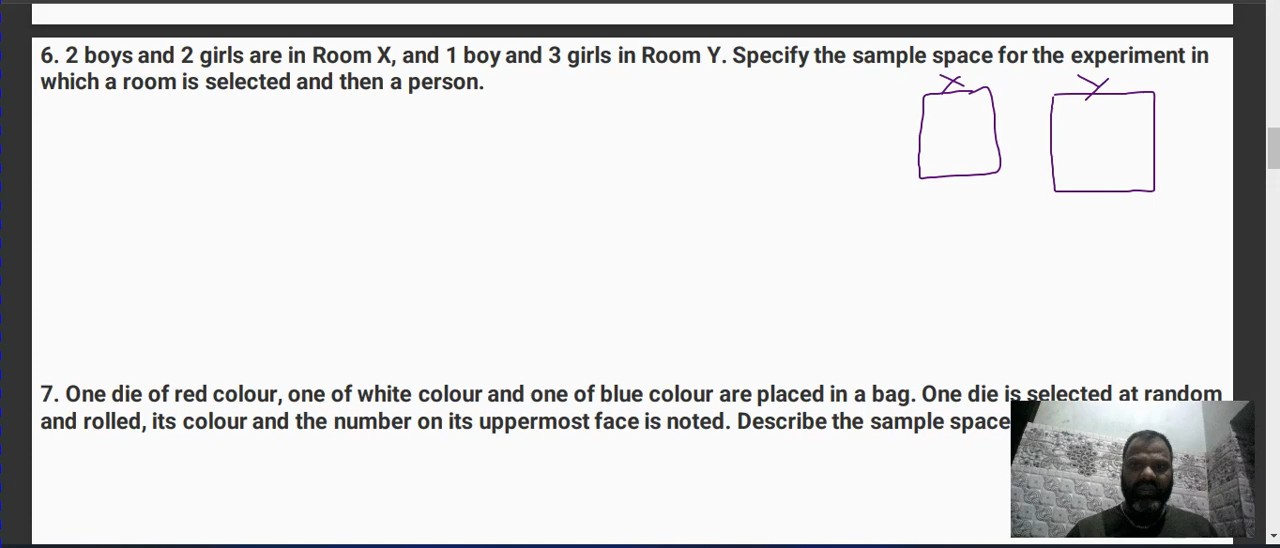 6. 2 boys and 2 girls are in Room X, and 1 boy and 3 girls in Room Y. Specify the sample space for the experiment in
which a room is selected and then a person.
X Y
7. One die of red colour, one of white colour and one of blue colour are placed in a bag. One die is selected at random
and rolled, its colour and the number on its uppermost face is noted. Describe the sample space